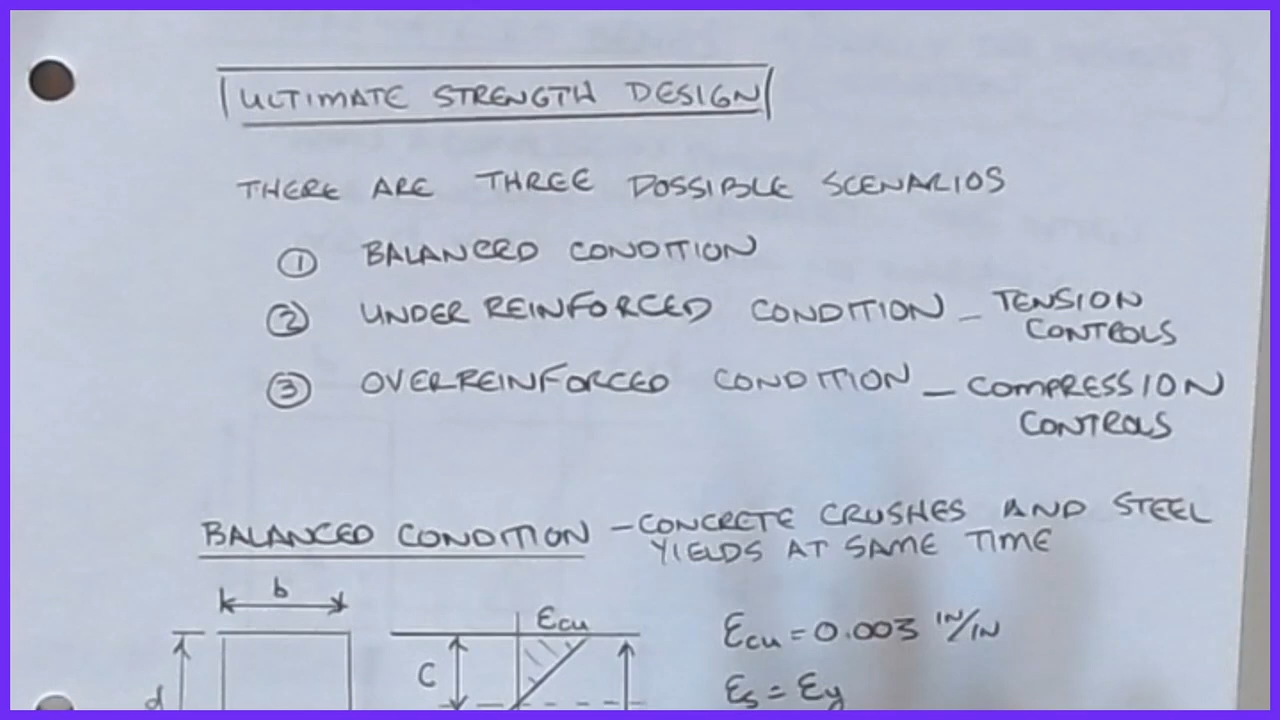 ULTIMATE STRENGTH DESIGN
THERE ARE THREE POSSIBLE SCENARIOS
① BALANCED CONDITION
② UNDER REINFORCED CONDITION - TENSION
CONTROLS
③ OVERREINFORCED CONDITION - COMPRESSION
CONTROLS
BALANCED CONDITION - CONCRETE CRUSHES AND STEEL
YIELDS AT SAME TIME
b
εcu
εcu = 0.003 IN/IN
C
εs = εy
d